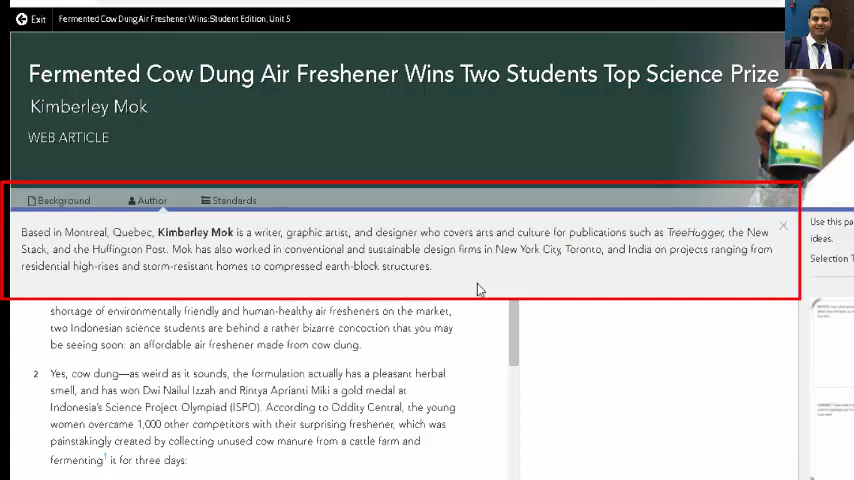 Exit Fermented Cow Dung Air Freshener Wins: Student Edition, Unit 5
Fermented Cow Dung Air Freshener Wins Two Students Top Science Prize
Kimberley Mok
WEB ARTICLE
Background Author Standards
Based in Montreal, Quebec, Kimberley Mok is a writer, graphic artist, and designer who covers arts and culture for publications such as TreeHugger, the New
Stack, and the Huffington Post. Mok has also worked in conventional and sustainable design firms in New York City, Toronto, and India on projects ranging from
residential high-rises and storm-resistant homes to compressed earth-block structures.
Use this pa
ideas.
Selection T
shortage of environmentally friendly and human-healthy air fresheners on the market,
two Indonesian science students are behind a rather bizarre concoction that you may
be seeing soon: an affordable air freshener made from cow dung.
2 Yes, cow dung—as weird as it sounds, the formulation actually has a pleasant herbal
smell, and has won Dwi Nailul Izzah and Rintya Aprianti Miki a gold medal at
Indonesia's Science Project Olympiad (ISPO). According to Oddity Central, the young
women overcame 1,000 other competitors with their surprising freshener, which was
painstakingly created by collecting unused cow manure from a cattle farm and
fermenting1 it for three days: